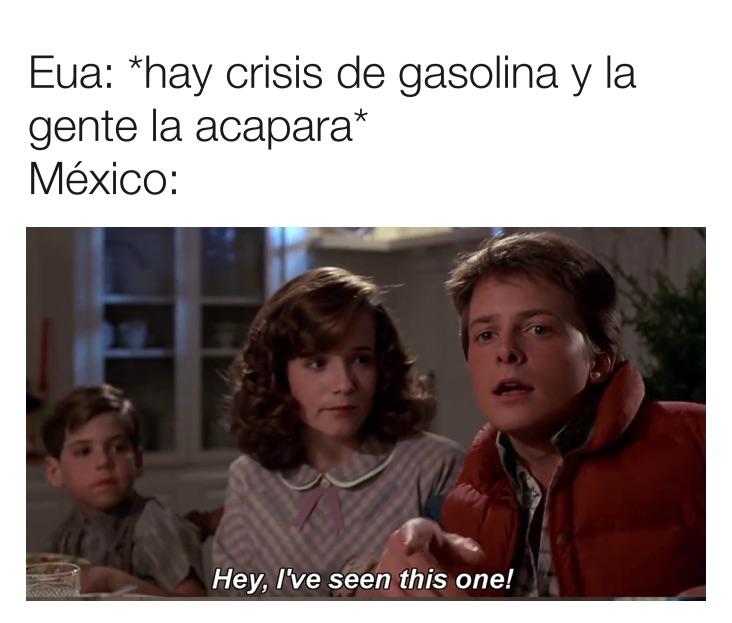 Eua: *hay crisis de gasolina y la
gente la acapara*
México:
Hey, I've seen this one!